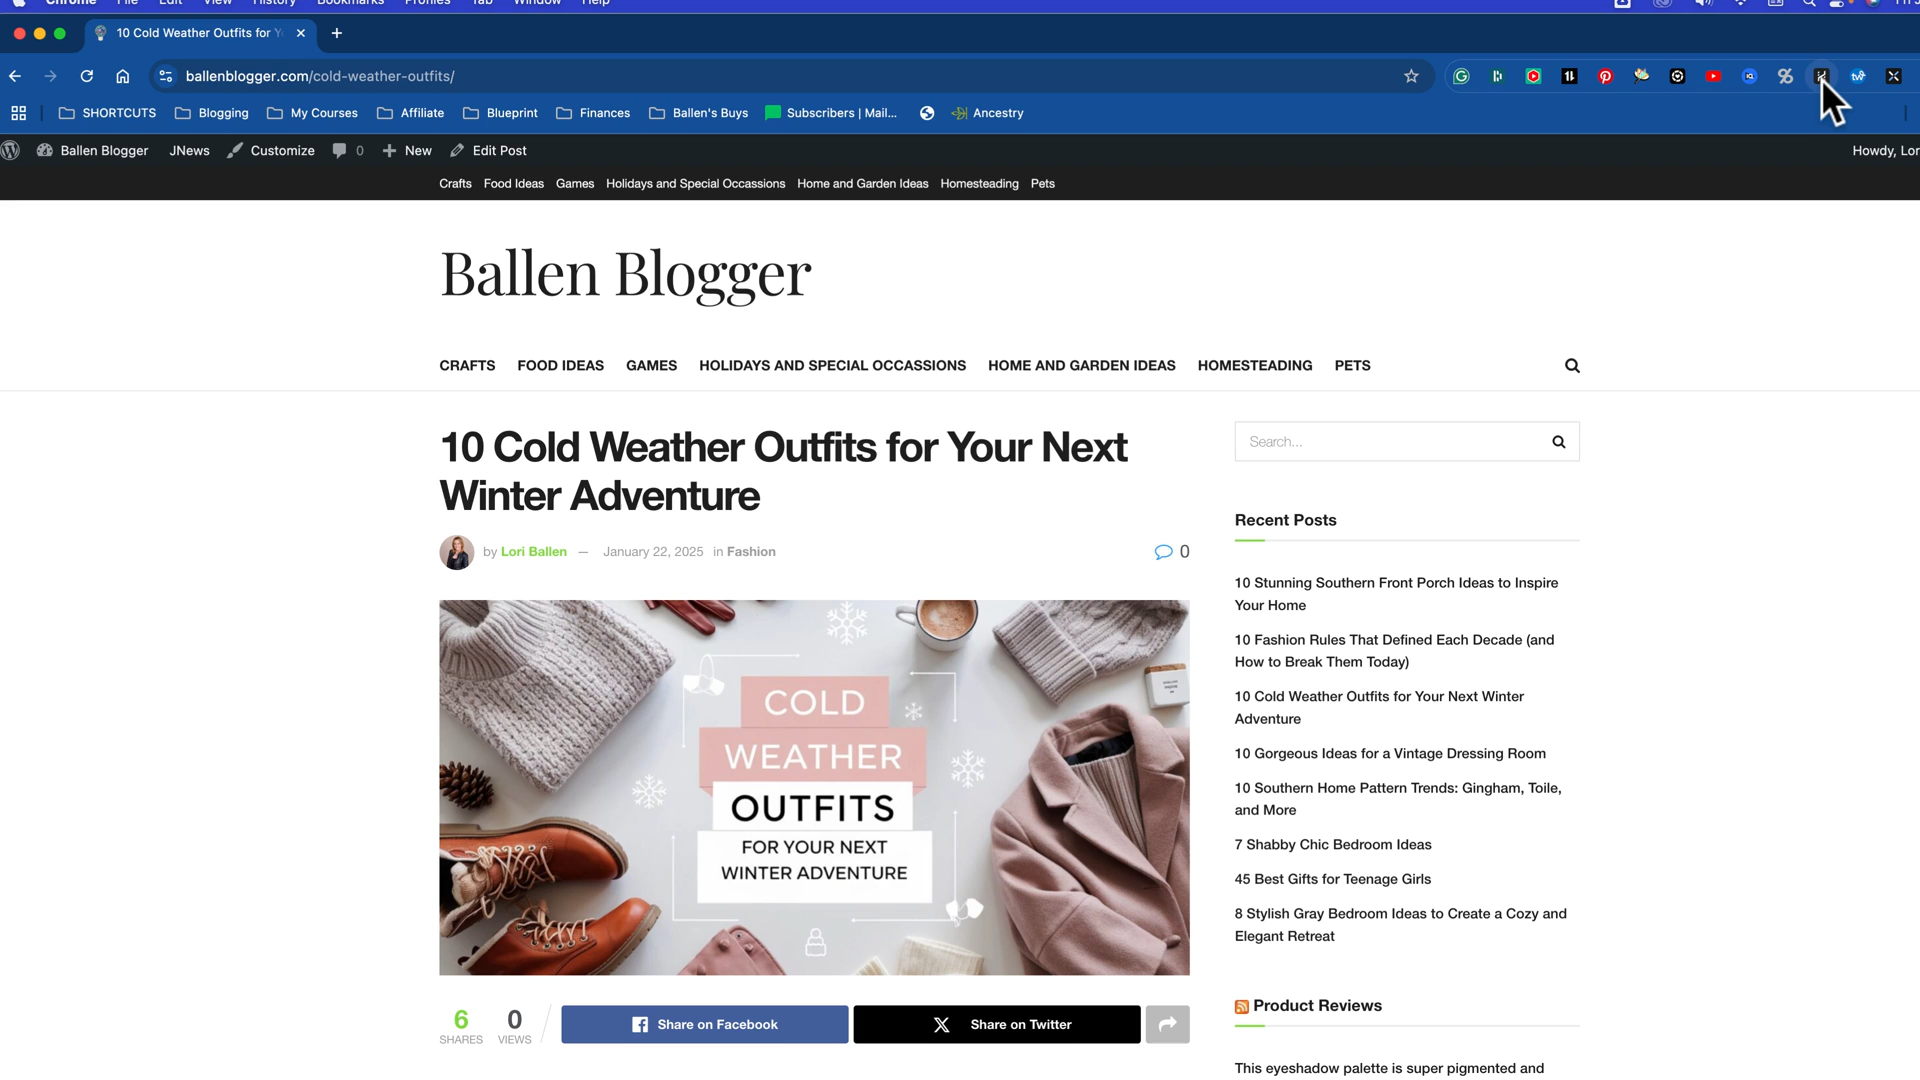 Chrome File Edit View History Bookmarks Profiles Tab Window Help
10 Cold Weather Outfits for
ballenblogger.com/cold-weather-outfits/
SHORTCUTS Blogging My Courses Affiliate Blueprint Finances Ballen's Buys Subscribers | Mail... Ancestry
Ballen Blogger JNews Customize 0 New Edit Post Howdy, Lor
Crafts Food Ideas Games Holidays and Special Occassions Home and Garden Ideas Homesteading Pets
Ballen Blogger
CRAFTS FOOD IDEAS GAMES HOLIDAYS AND SPECIAL OCCASSIONS HOME AND GARDEN IDEAS HOMESTEADING PETS
10 Cold Weather Outfits for Your Next
Winter Adventure
by Lori Ballen — January 22, 2025 in Fashion
0
COLD
WEATHER
OUTFITS
FOR YOUR NEXT
WINTER ADVENTURE
6
SHARES
0
VIEWS
Share on Facebook
Share on Twitter
Search...
Recent Posts
10 Stunning Southern Front Porch Ideas to Inspire
Your Home
10 Fashion Rules That Defined Each Decade (and
How to Break Them Today)
10 Cold Weather Outfits for Your Next Winter
Adventure
10 Gorgeous Ideas for a Vintage Dressing Room
10 Southern Home Pattern Trends: Gingham, Toile,
and More
7 Shabby Chic Bedroom Ideas
45 Best Gifts for Teenage Girls
8 Stylish Gray Bedroom Ideas to Create a Cozy and
Elegant Retreat
Product Reviews
This eyeshadow palette is super pigmented and